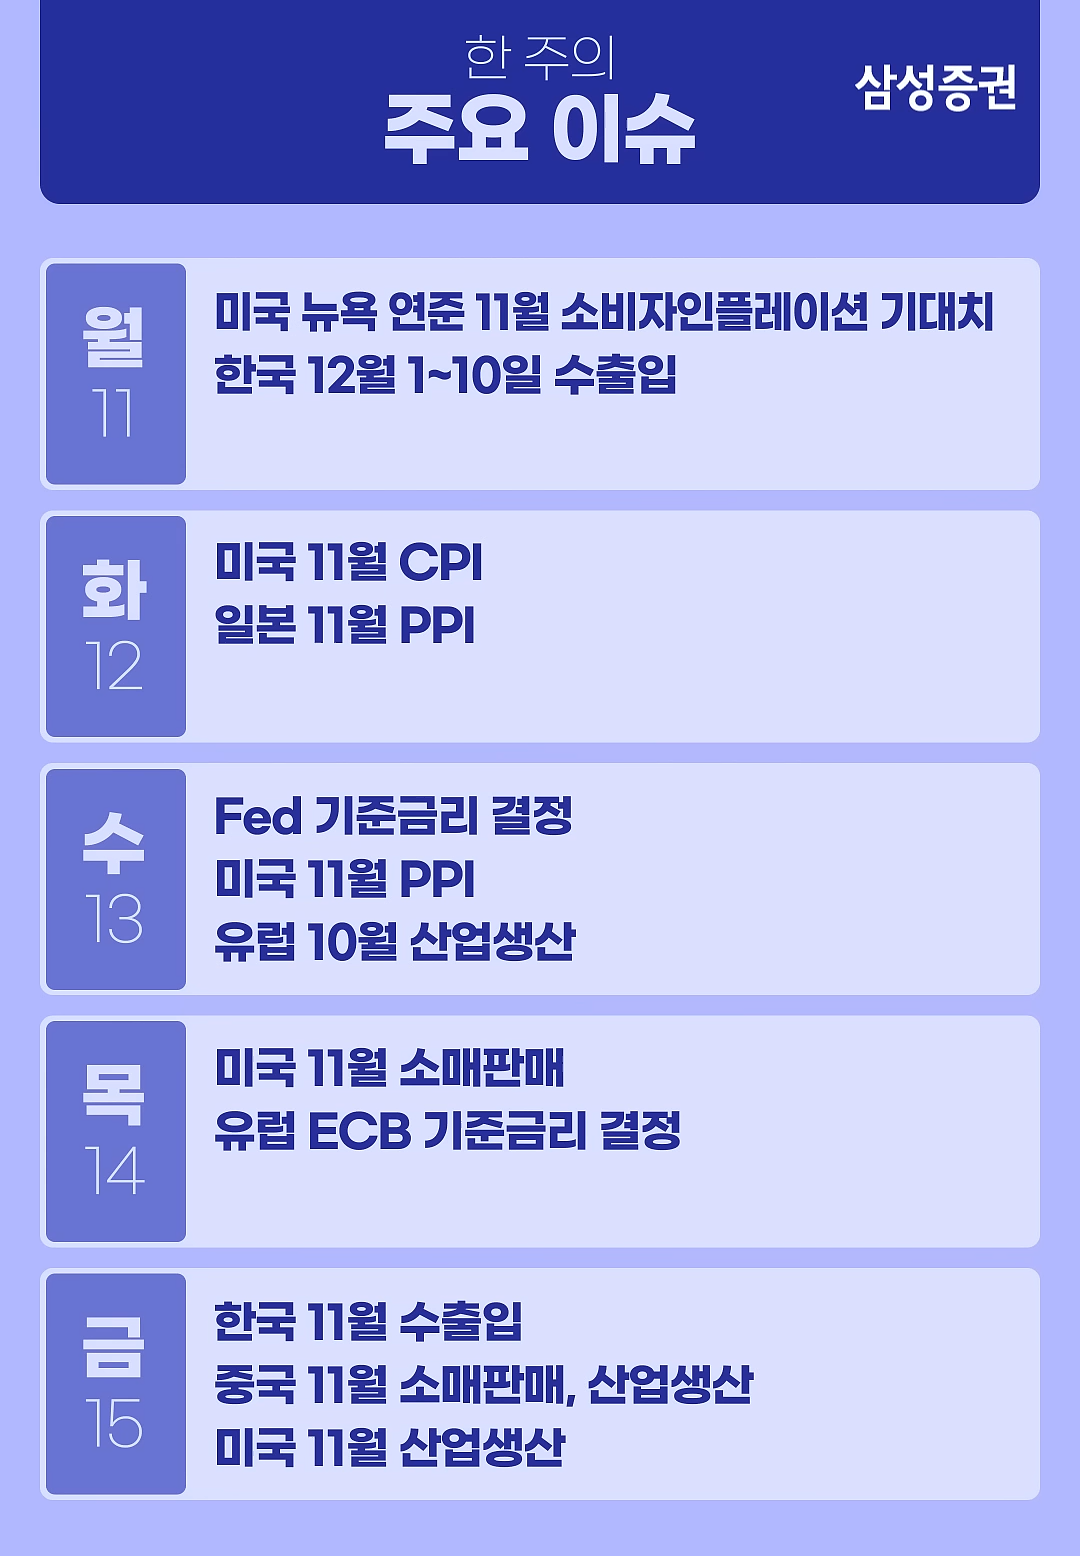 한 주의
주요 이슈
삼성증권
월
11
미국 뉴욕 연준 11월 소비자인플레이션 기대치
한국 12월 1~10일 수출입
화
12
미국 11월 CPI
일본 11월 PPI
수
13
Fed 기준금리 결정
미국 11월 PPI
유럽 10월 산업생산
목
14
미국 11월 소매판매
유럽 ECB 기준금리 결정
금
15
한국 11월 수출입
중국 11월 소매판매, 산업생산
미국 11월 산업생산